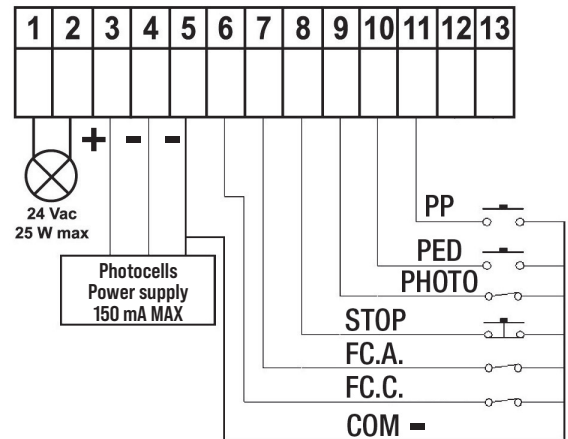 1 2 3 4 5 6 7 8 9 10 11 12 13
+ - -
24 Vac
25 W max
Photocells
Power supply
150 mA MAX
PP
PED
PHOTO
STOP
FC.A.
FC.C.
COM -